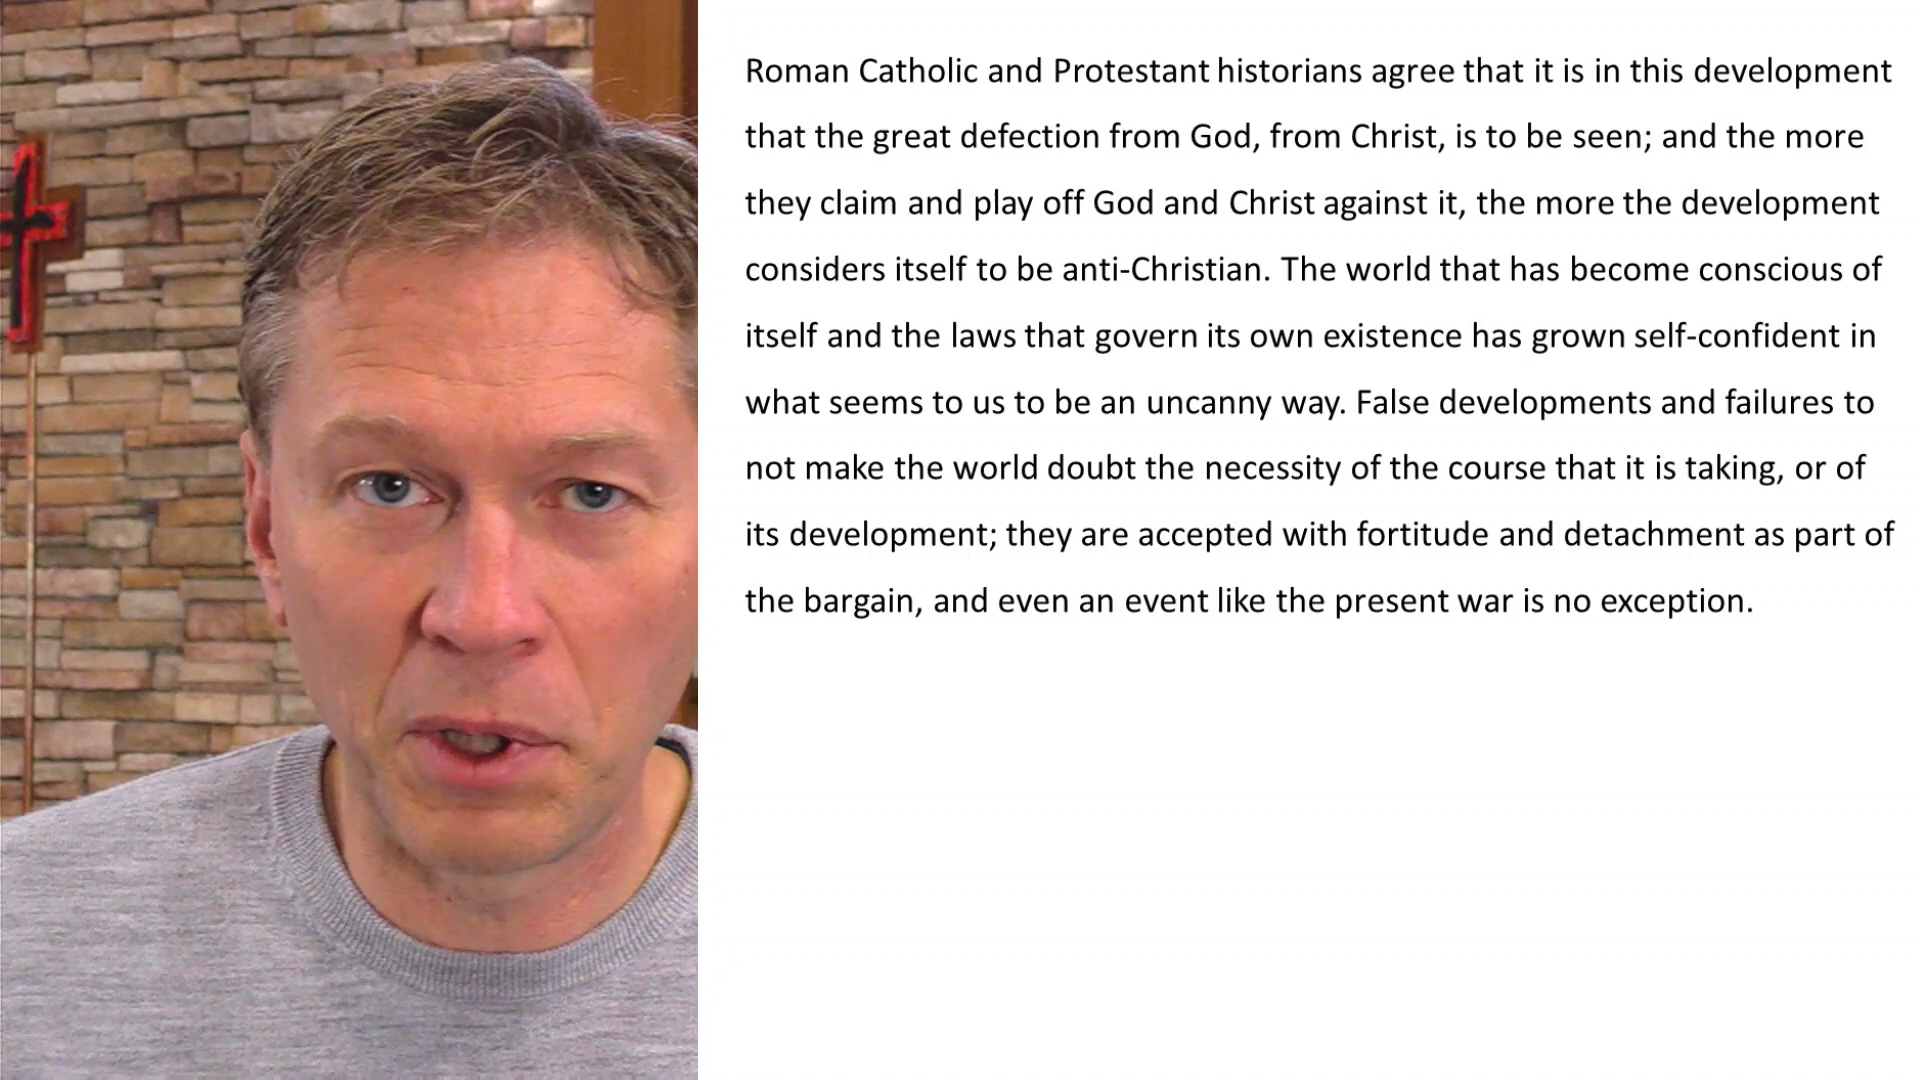 Roman Catholic and Protestant historians agree that it is in this development
that the great defection from God, from Christ, is to be seen; and the more
they claim and play off God and Christ against it, the more the development
considers itself to be anti-Christian. The world that has become conscious of
itself and the laws that govern its own existence has grown self-confident in
what seems to us to be an uncanny way. False developments and failures to
not make the world doubt the necessity of the course that it is taking, or of
its development; they are accepted with fortitude and detachment as part of
the bargain, and even an event like the present war is no exception.